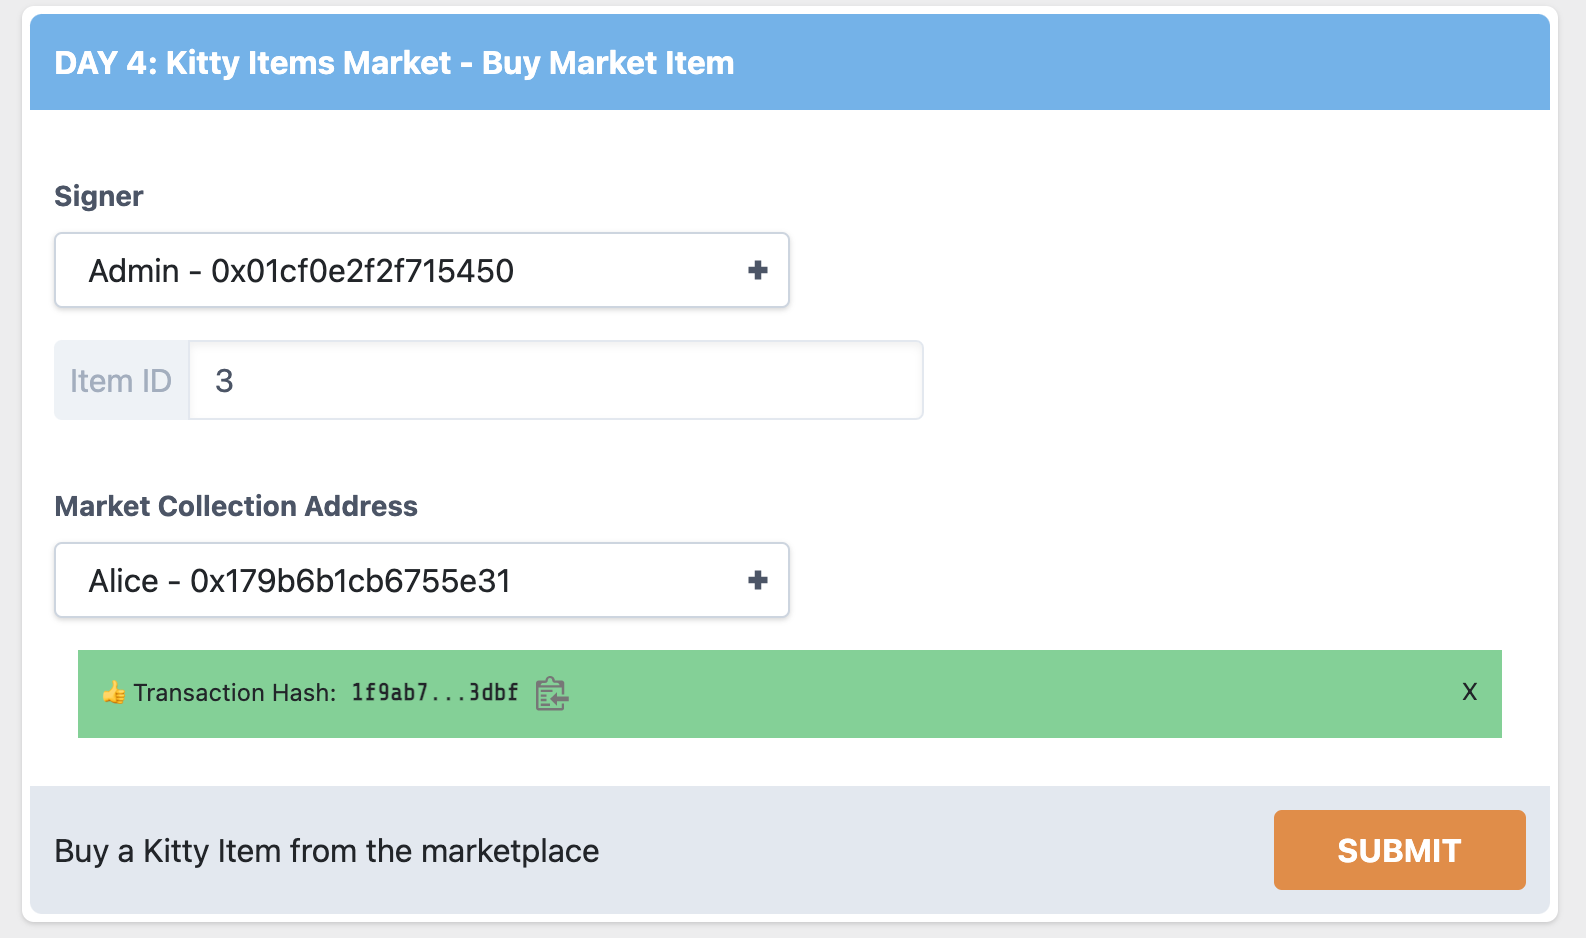 DAY 4: Kitty Items Market - Buy Market Item
Signer
Admin - 0x01cf0e2f2f715450
Item ID 3
Market Collection Address
Alice - 0x179b6b1cb6755e31
👍 Transaction Hash: 1f9ab7...3dbf X
Buy a Kitty Item from the marketplace SUBMIT